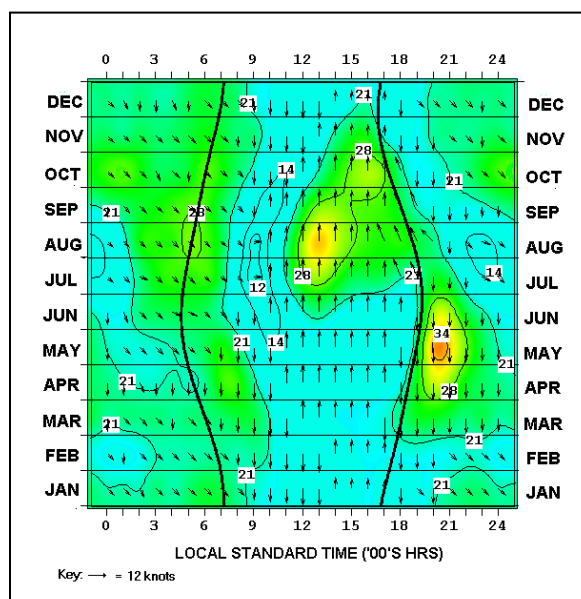 0 3 6 9 12 15 18 21 24
DEC 21 21 DEC
NOV NOV
28
OCT 14 21 OCT
SEP 21 28 SEP
AUG AUG
JUL 12 28 21 14 JUL
JUN JUN
34
MAY 21 14 21 MAY
APR 21 28 APR
MAR 21 21 MAR
FEB FEB
JAN 21 21 JAN
0 3 6 9 12 15 18 21 24
LOCAL STANDARD TIME ('00'S HRS)
Key: → = 12 knots